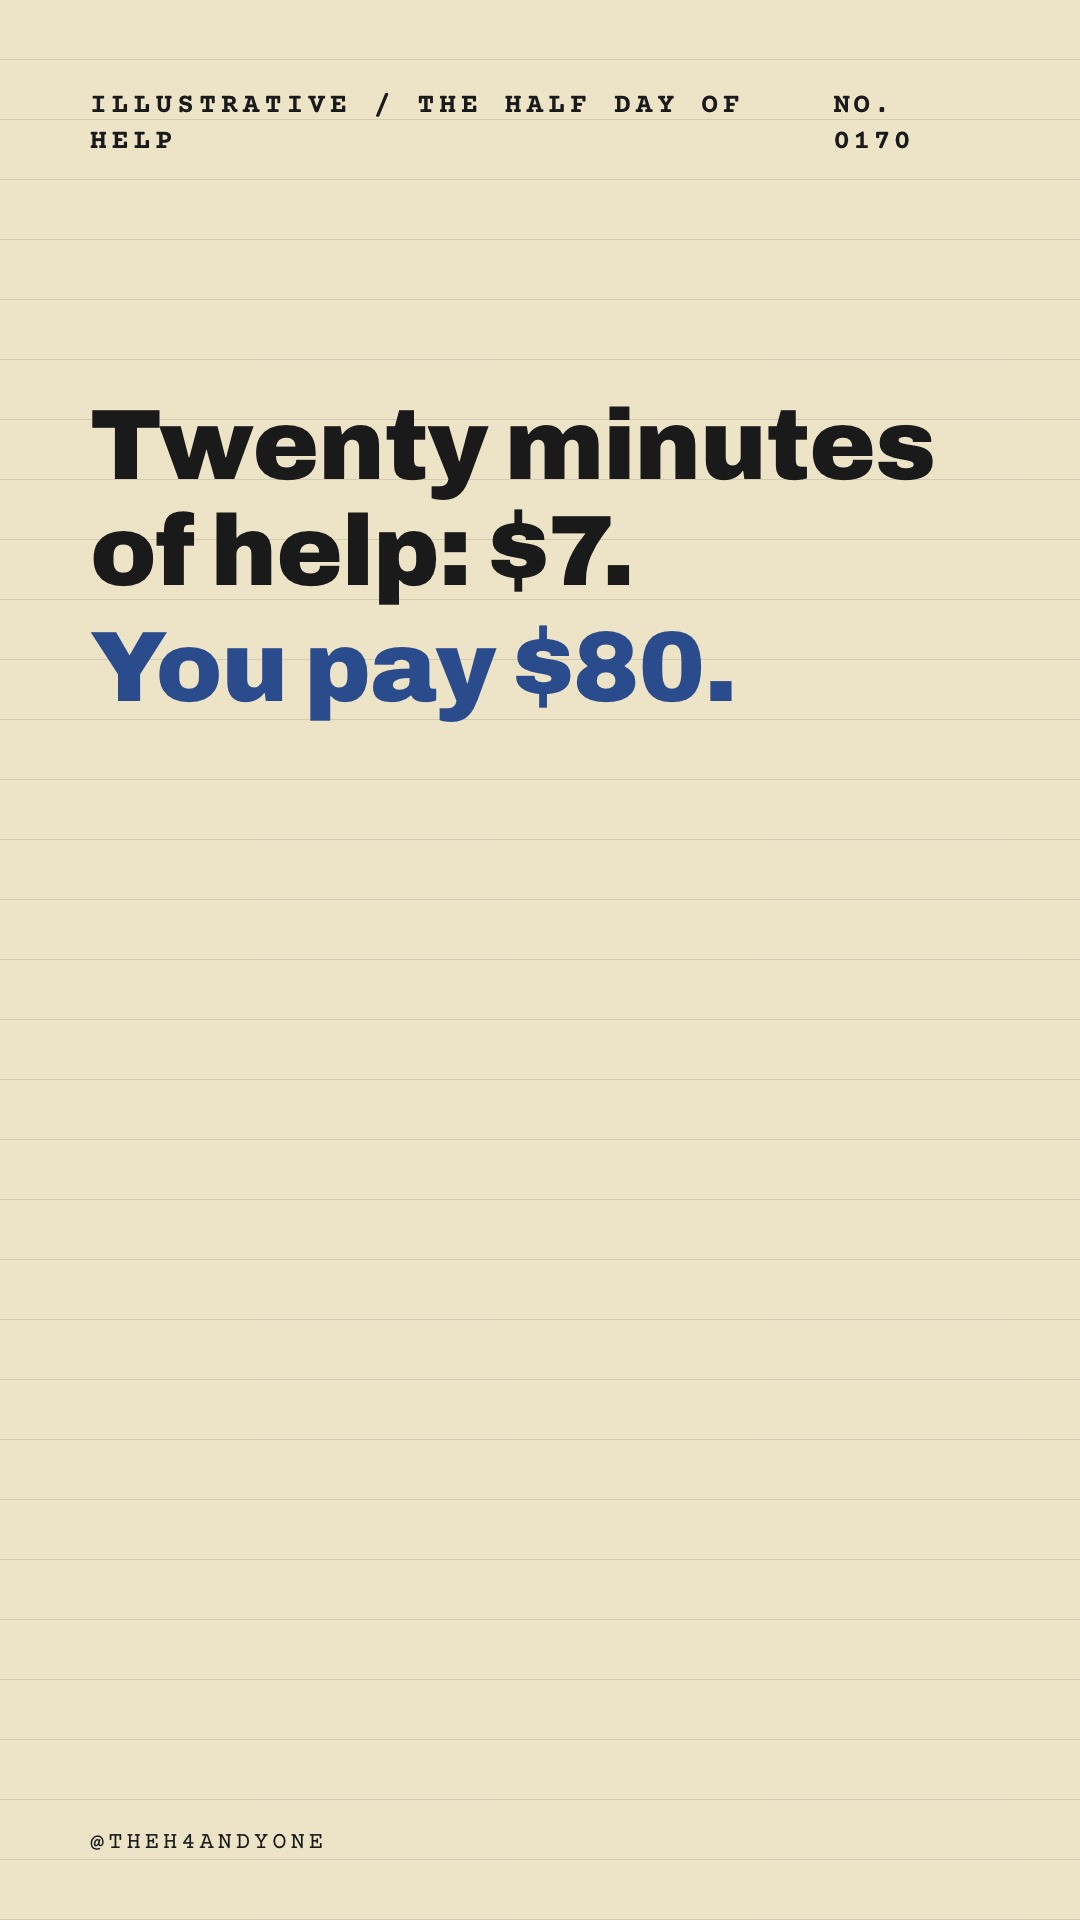 ILLUSTRATIVE / THE HALF DAY OF
HELP
NO.
0170
Twenty minutes
of help: $7.
You pay $80.
@THEH4ANDYONE